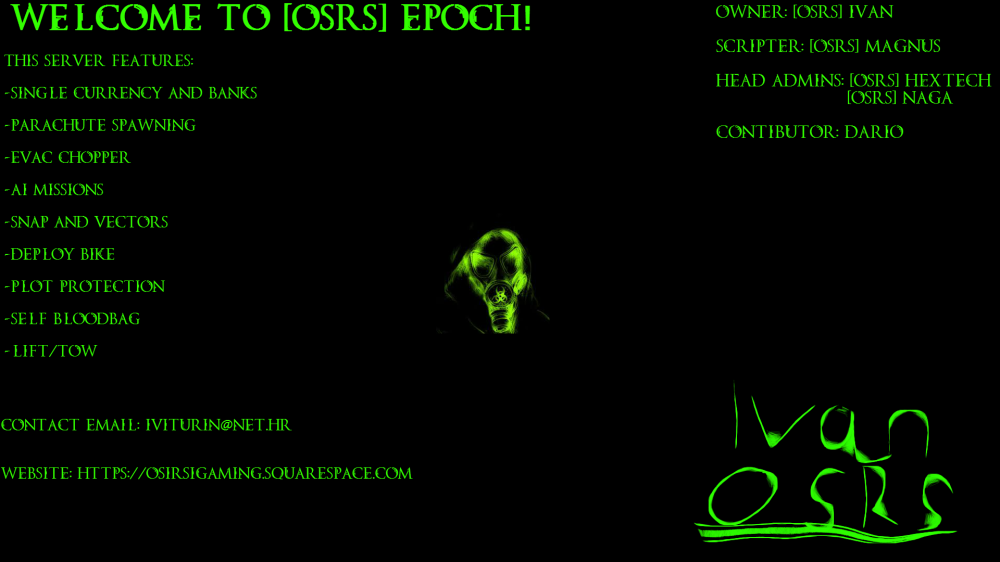 WELCOME TO [OSRS] EPOCH!
THIS SERVER FEATURES:
-SINGLE CURRENCY AND BANKS
-PARACHUTE SPAWNING
-EVAC CHOPPER
-AI MISSIONS
-SNAP AND VECTORS
-DEPLOY BIKE
-PLOT PROTECTION
-SELF BLOODBAG
- LIFT/TOW
CONTACT EMAIL: IVITURIN@NET.HR
WEBSITE: HTTPS://OSIRSIGAMING.SQUARESPACE.COM
OWNER: [OSRS] IVAN
SCRIPTER: [OSRS] MAGNUS
HEAD ADMINS: [OSRS] HEXTECH
[OSRS] NAGA
CONTIBUTOR: DARIO
Ivan
OSRS